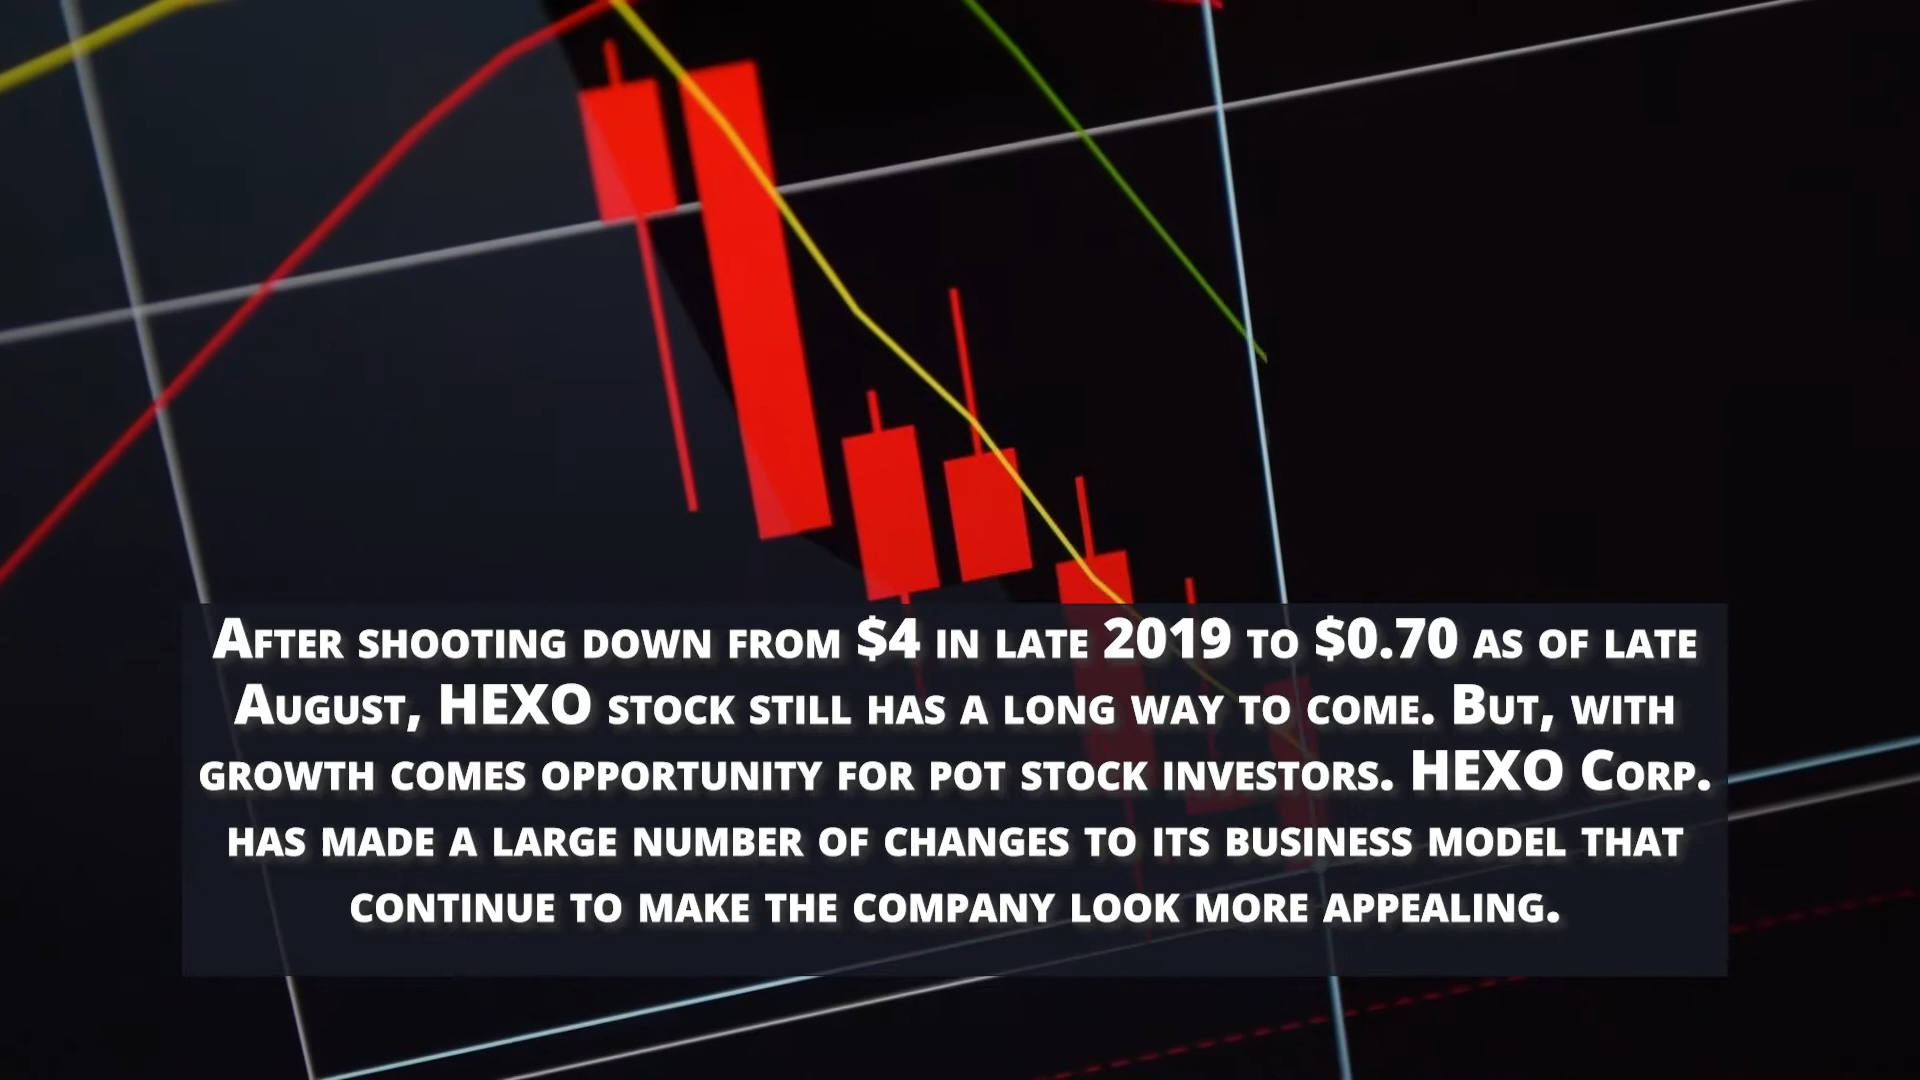 After shooting down from $4 in late 2019 to $0.70 as of late
August, HEXO stock still has a long way to come. But, with
growth comes opportunity for pot stock investors. HEXO Corp.
has made a large number of changes to its business model that
continue to make the company look more appealing.